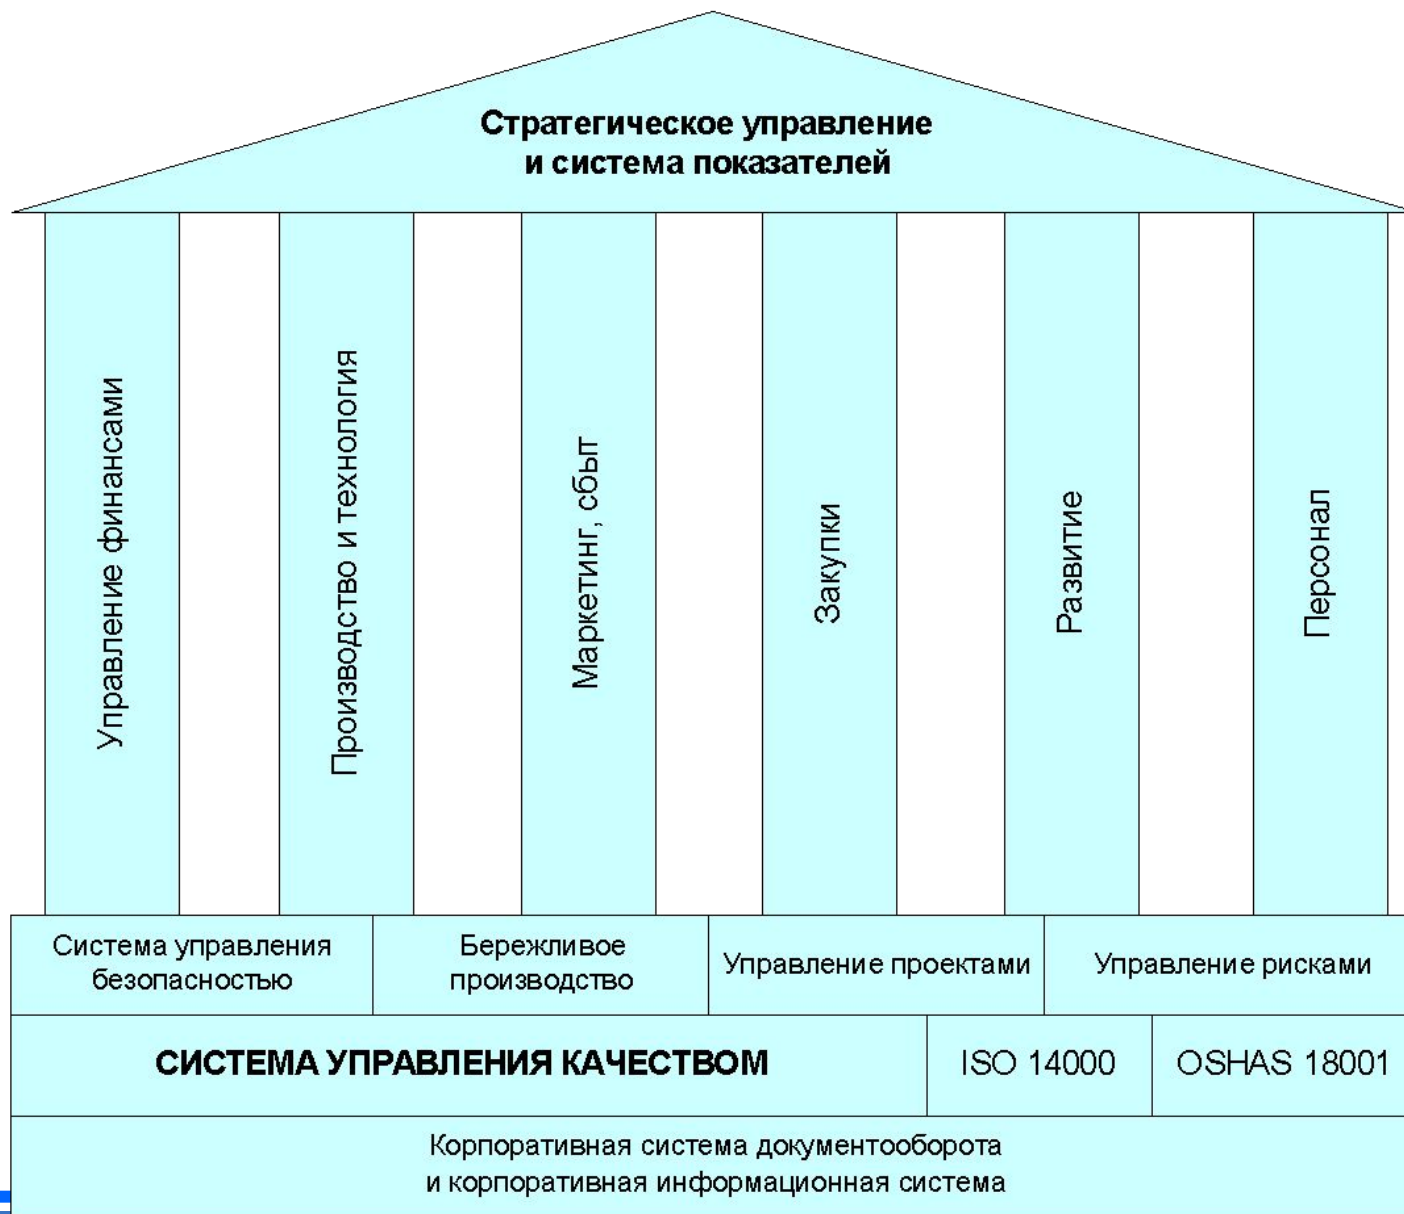 Стратегическое управление
и система показателей
Управление финансами
Производство и технология
Маркетинг, сбыт
Закупки
Развитие
Персонал
Система управления
безопасностью
Бережливое
производство
Управление проектами
Управление рисками
СИСТЕМА УПРАВЛЕНИЯ КАЧЕСТВОМ
ISO 14000
OSHAS 18001
Корпоративная система документооборота
и корпоративная информационная система